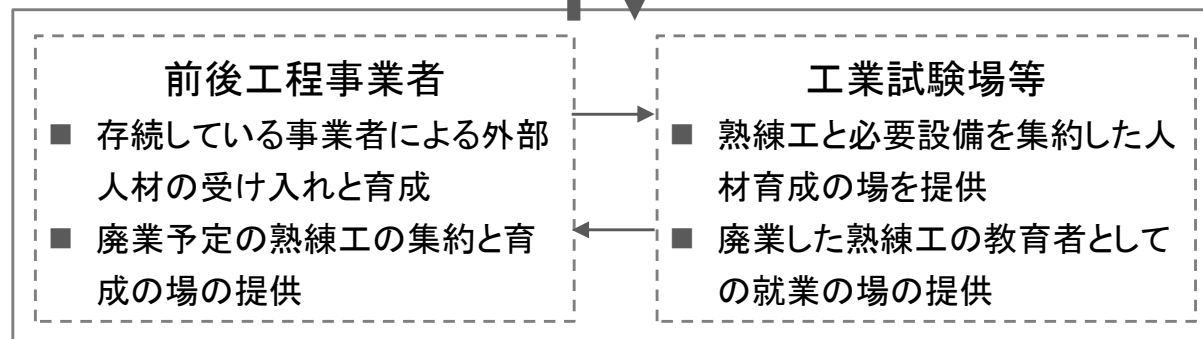 前後工程事業者
■ 存続している事業者による外部
人材の受け入れと育成
■ 廃業予定の熟練工の集約と育
成の場の提供
工業試験場等
■ 熟練工と必要設備を集約した人
材育成の場を提供
■ 廃業した熟練工の教育者として
の就業の場の提供